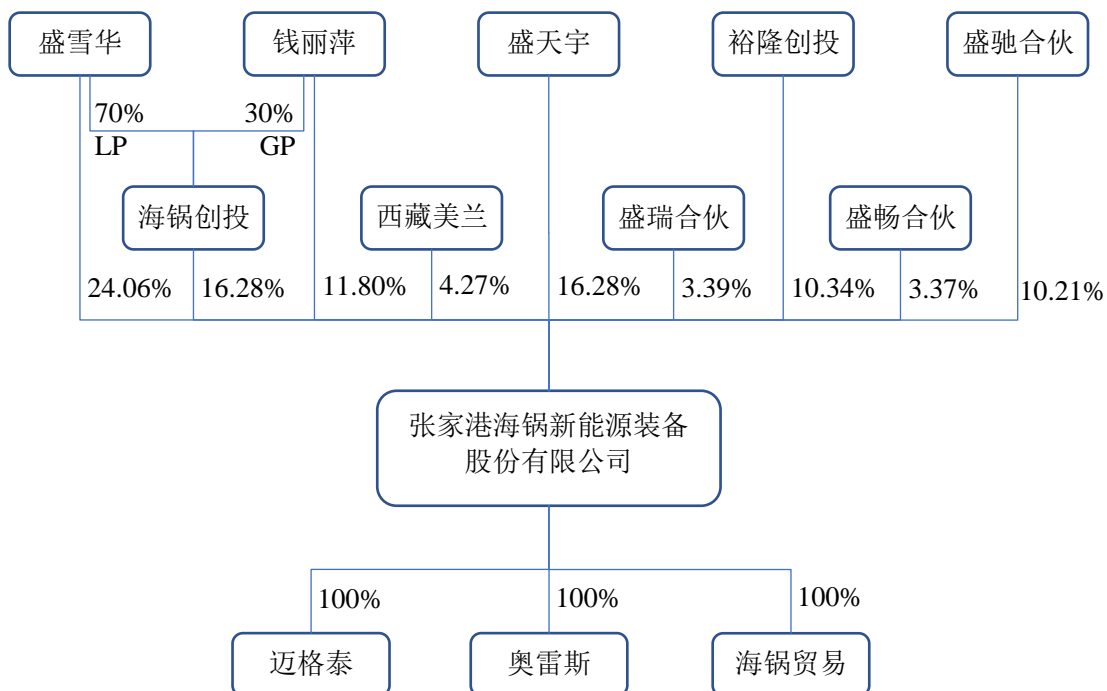 盛雪华
钱丽萍
盛天宇
裕隆创投
盛驰合伙
70%
LP
30%
GP
海锅创投
西藏美兰
盛瑞合伙
盛畅合伙
24.06%
16.28%
11.80%
4.27%
16.28%
3.39%
10.34%
3.37%
10.21%
张家港海锅新能源装备
股份有限公司
100%
100%
100%
迈格泰
奥雷斯
海锅贸易